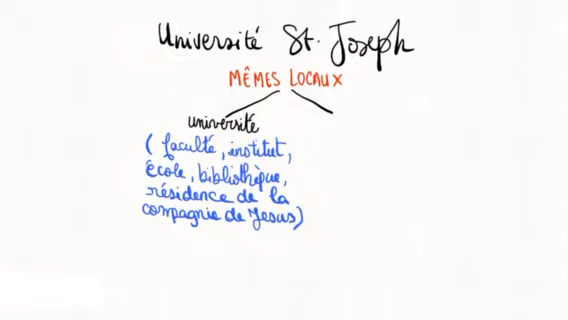 Université St. Joseph
MÊMES LOCAUX
université
( faculté, institut,
école, bibliothèque,
résidence de la
compagnie de Jesus)